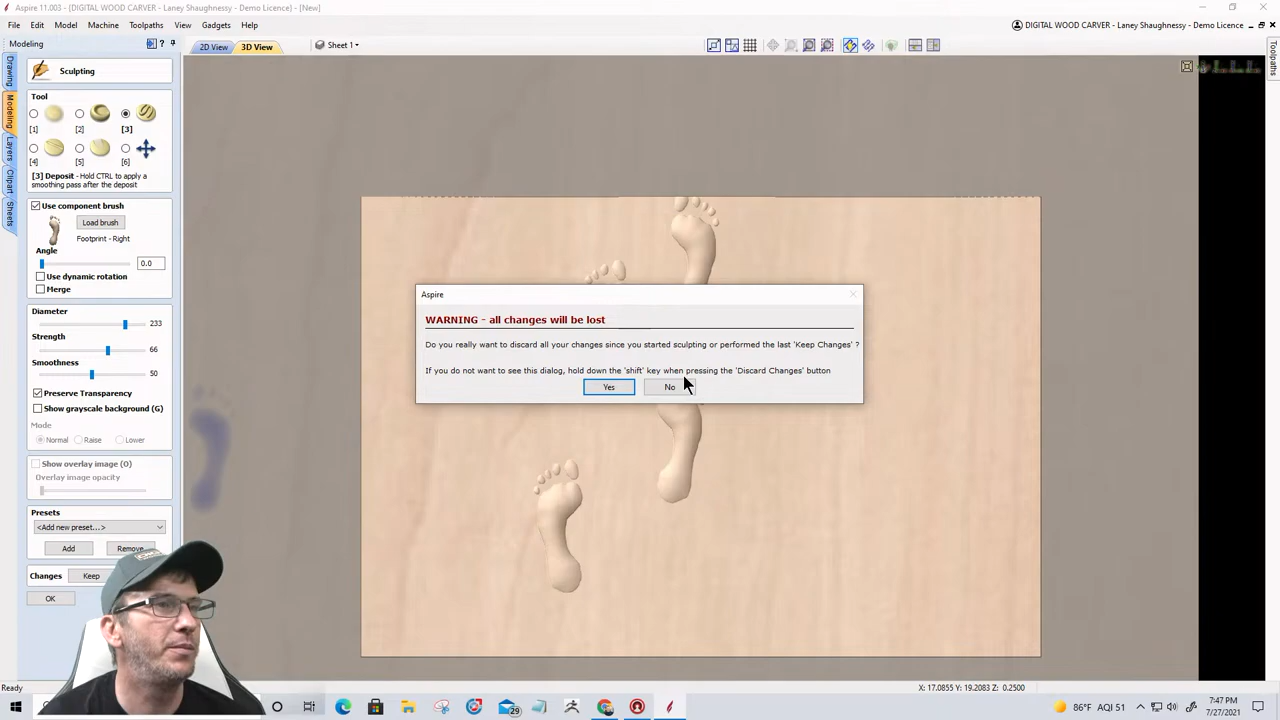 Aspire 11.003 - (DIGITAL WOOD CARVER - Laney Shaughnessy - Demo Licence) - [New]
File Edit Model Machine Toolpaths View Gadgets Help
DIGITAL WOOD CARVER - Laney Shaughnessy - Demo Licence
Modeling
2D View 3D View Sheet 1
Drawing
Modeling
Layers
Clipart
Sheets
Toolpaths
Sculpting
Tool
[1] [2] [3]
[4] [5] [6]
[3] Deposit - Hold CTRL to apply a
smoothing pass after the deposit
Use component brush
Load brush
Footprint - Right
Angle
0.0
Use dynamic rotation
Merge
Diameter
233
Strength
66
Smoothness
50
Preserve Transparency
Show grayscale background (G)
Mode
Normal Raise Lower
Show overlay image (O)
Overlay image opacity
Presets
<Add new preset...>
Add Remove
Changes Keep
OK
Aspire
WARNING - all changes will be lost
Do you really want to discard all your changes since you started sculpting or performed the last 'Keep Changes' ?
If you do not want to see this dialog, hold down the 'shift' key when pressing the 'Discard Changes' button
Yes No
Ready
X: 17.0855 Y: 19.2083 Z: 0.2500
29
86°F AQI 51
7:47 PM
7/27/2021